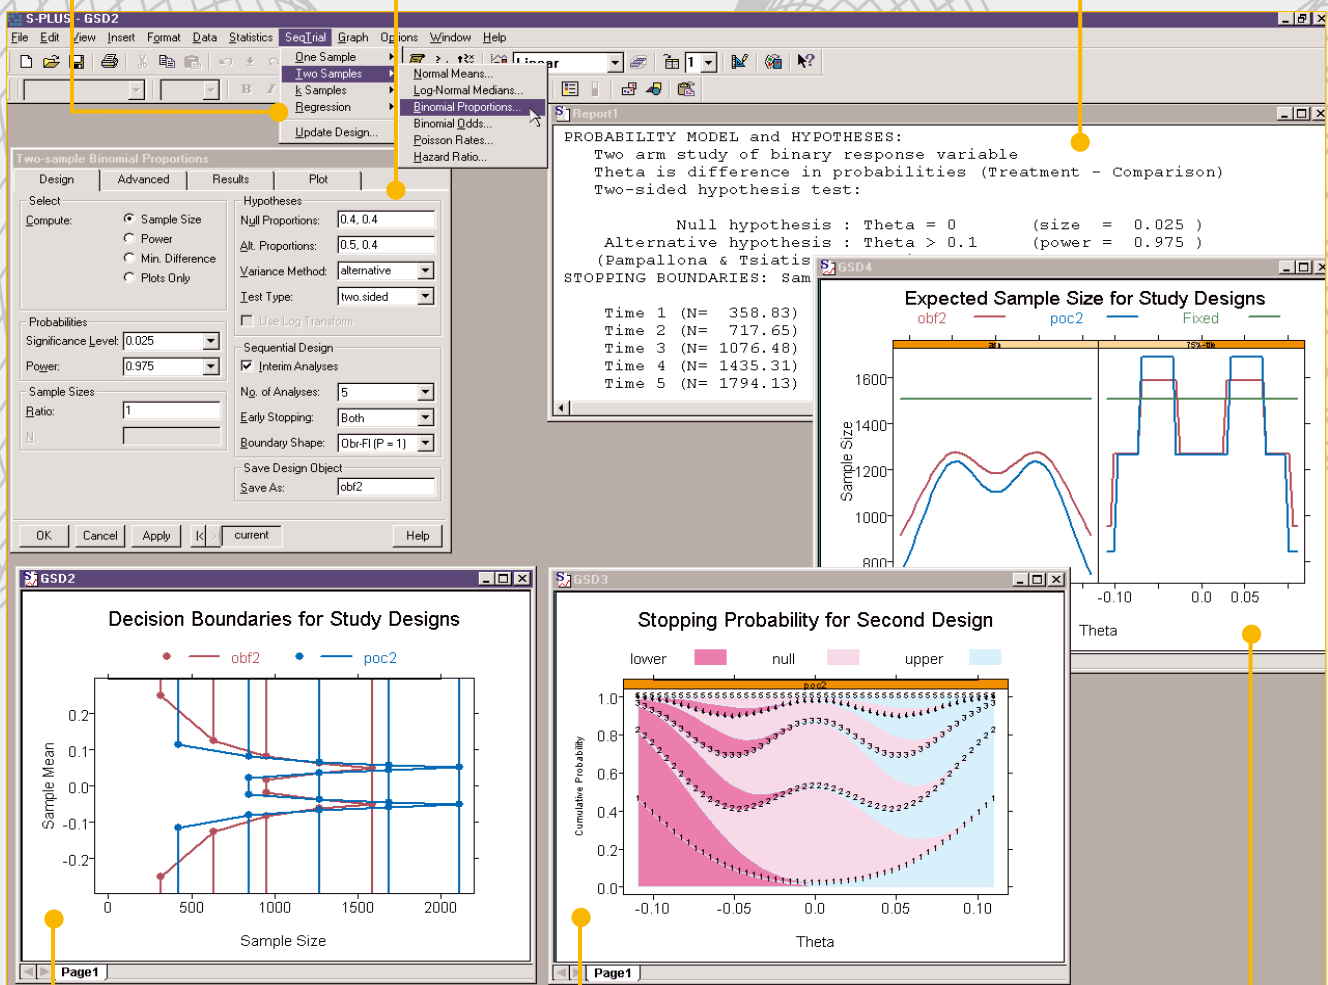 S-PLUS - GSD2
File Edit View Insert Format Data Statistics SeqTrial Graph Options Window Help
One Sample
Two Samples
k Samples
Regression
Update Design...
Linear
1
B I
Normal Means...
Log-Normal Medians...
Binomial Proportions...
Binomial Odds...
Poisson Rates...
Hazard Ratio...
Two-sample Binomial Proportions
Design Advanced Results Plot
Select
Compute:
Sample Size
Power
Min. Difference
Plots Only
Probabilities
Significance Level: 0.025
Power: 0.975
Sample Sizes
Ratio: 1
N:
Hypotheses
Null Proportions: 0.4, 0.4
Alt. Proportions: 0.5, 0.4
Variance Method: alternative
Test Type: two.sided
Use Log Transform
Sequential Design
Interim Analyses
No. of Analyses: 5
Early Stopping: Both
Boundary Shape: Obr-Fl (P = 1)
Save Design Object
Save As: obf2
OK Cancel Apply current Help
Report1
PROBABILITY MODEL and HYPOTHESES:
Two arm study of binary response variable
Theta is difference in probabilities (Treatment - Comparison)
Two-sided hypothesis test:
Null hypothesis : Theta = 0 (size = 0.025 )
Alternative hypothesis : Theta > 0.1 (power = 0.975 )
(Pampallona & Tsiatis
STOPPING BOUNDARIES: Sam
Time 1 (N= 358.83)
Time 2 (N= 717.65)
Time 3 (N= 1076.48)
Time 4 (N= 1435.31)
Time 5 (N= 1794.13)
GSD4
Expected Sample Size for Study Designs
obf2 poc2 Fixed
75%-tile
Sample Size
1600
1400
1200
1000
800
-0.10 0.0 0.05
Theta
GSD2
Decision Boundaries for Study Designs
obf2 poc2
Sample Mean
0.2
0.1
0.0
-0.1
-0.2
0 500 1000 1500 2000
Sample Size
Page1
GSD3
Stopping Probability for Second Design
lower null upper
poc2
Cumulative Probability
1.0
0.8
0.6
0.4
0.2
0.0
-0.10 -0.05 0.0 0.05 0.10
Theta
Page1